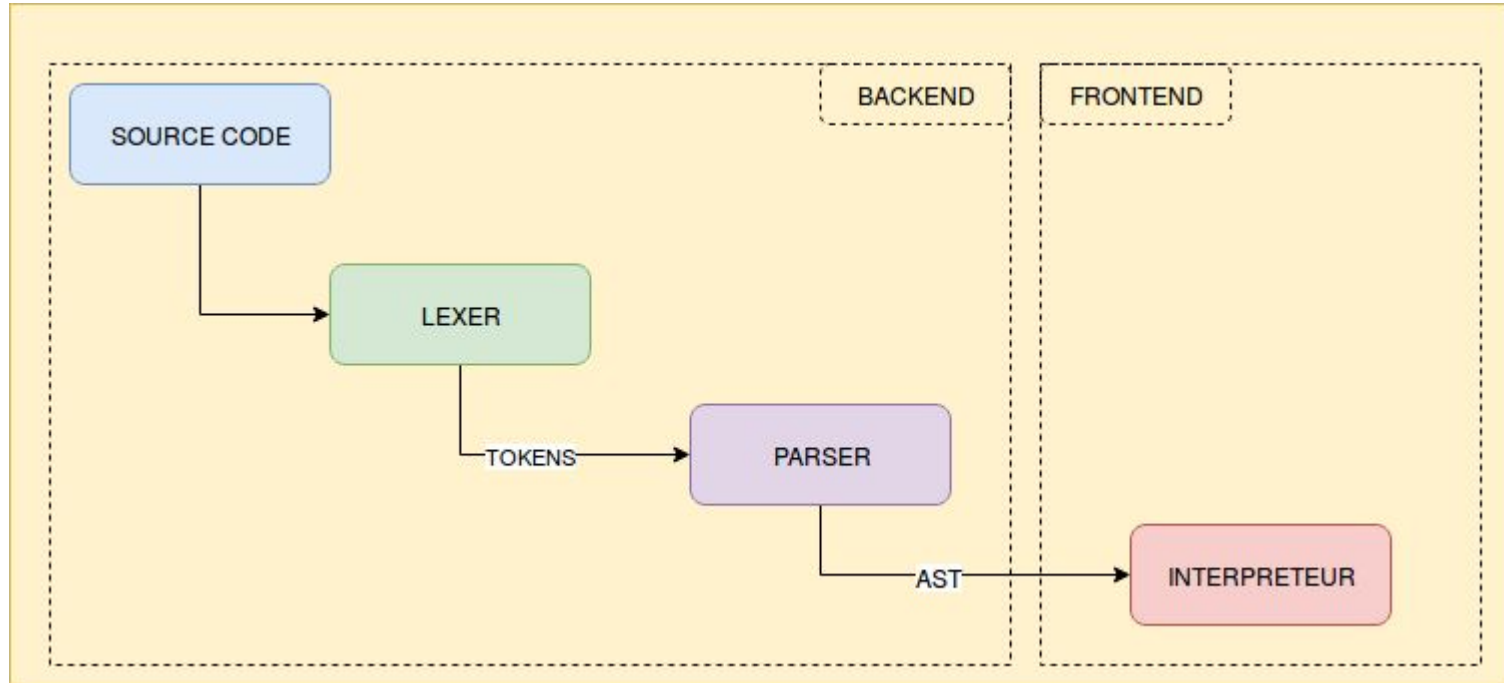 BACKEND
FRONTEND
SOURCE CODE
LEXER
TOKENS
PARSER
AST
INTERPRETEUR